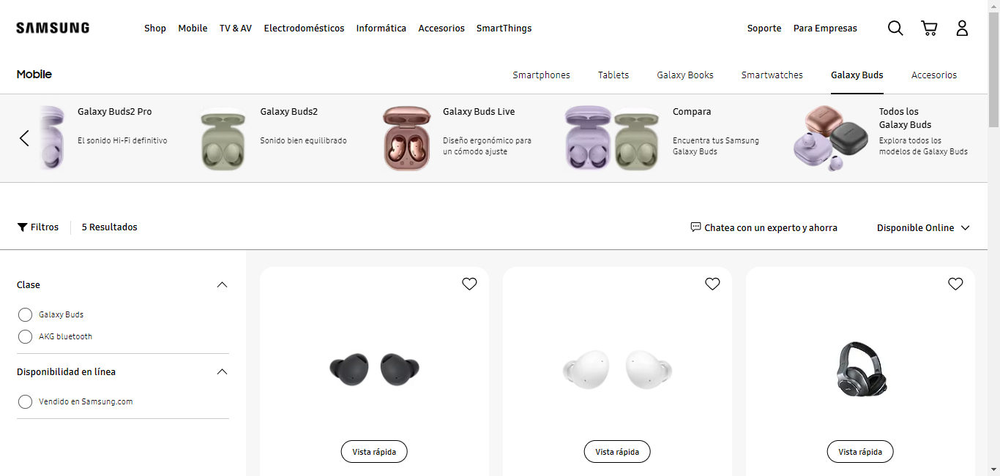 SAMSUNG
Shop
Mobile
TV & AV
Electrodomésticos
Informática
Accesorios
SmartThings
Soporte
Para Empresas
Mobile
Smartphones
Tablets
Galaxy Books
Smartwatches
Galaxy Buds
Accesorios
Galaxy Buds2 Pro
El sonido Hi-Fi definitivo
Galaxy Buds2
Sonido bien equilibrado
Galaxy Buds Live
Diseño ergonómico para
un cómodo ajuste
Compara
Encuentra tus Samsung
Galaxy Buds
Todos los
Galaxy Buds
Explora todos los
modelos de Galaxy Buds
Filtros
5 Resultados
Chatea con un experto y ahorra
Disponible Online
Clase
Galaxy Buds
AKG bluetooth
Disponibilidad en línea
Vendido en Samsung.com
Vista rápida
Vista rápida
Vista rápida